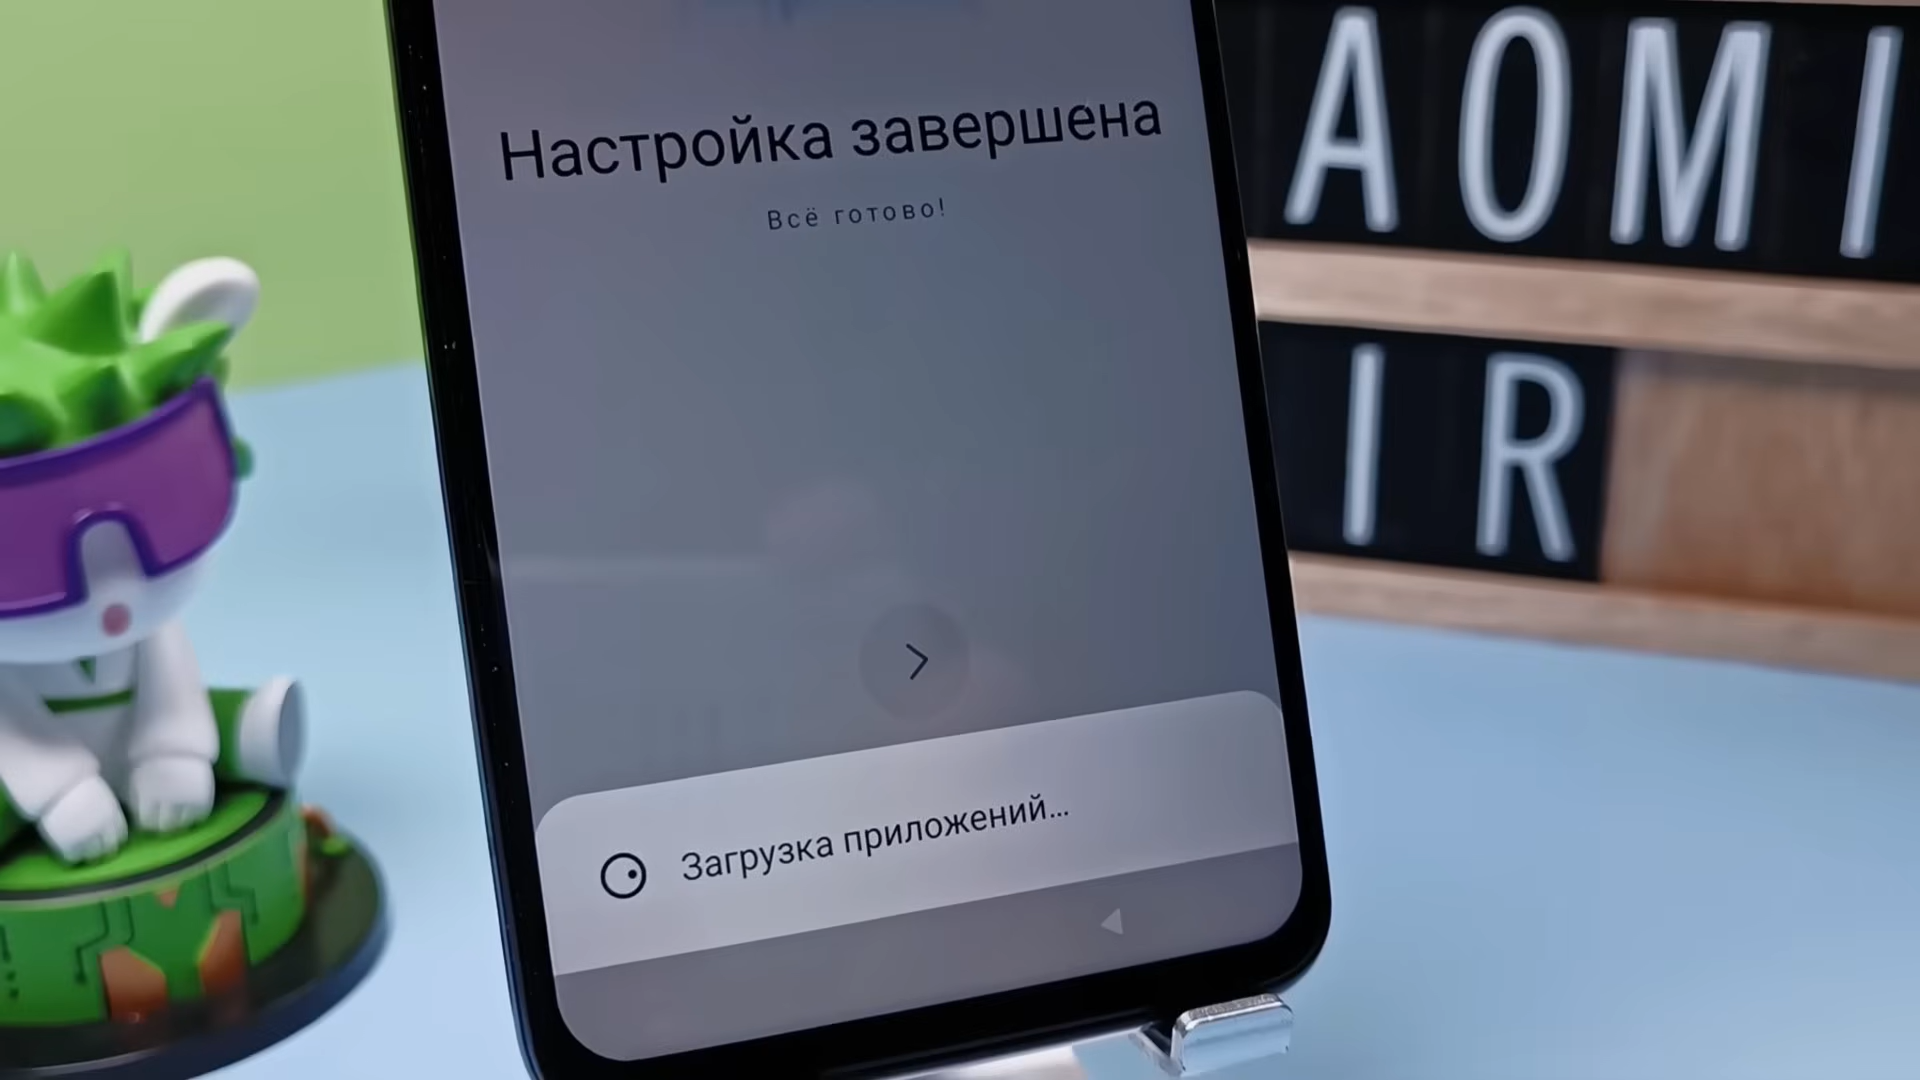 Настройка завершена
Всё готово!
Загрузка приложений...
AOMI
IR